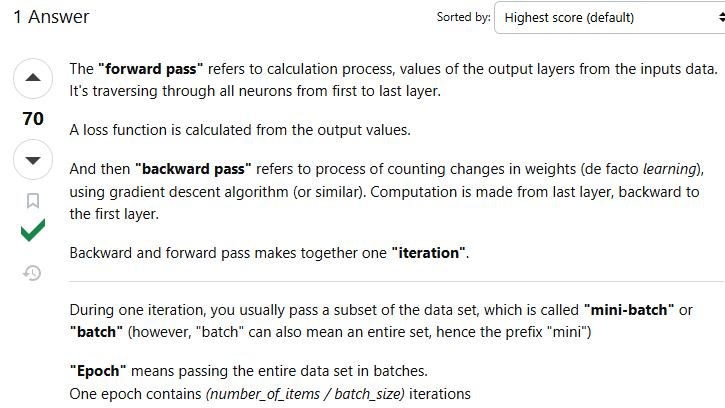 1 Answer
Sorted by: Highest score (default)
The "forward pass" refers to calculation process, values of the output layers from the inputs data.
It's traversing through all neurons from first to last layer.
70
A loss function is calculated from the output values.
And then "backward pass" refers to process of counting changes in weights (de facto learning),
using gradient descent algorithm (or similar). Computation is made from last layer, backward to
the first layer.
Backward and forward pass makes together one "iteration".
During one iteration, you usually pass a subset of the data set, which is called "mini-batch" or
"batch" (however, "batch" can also mean an entire set, hence the prefix "mini")
"Epoch" means passing the entire data set in batches.
One epoch contains (number_of_items / batch_size) iterations